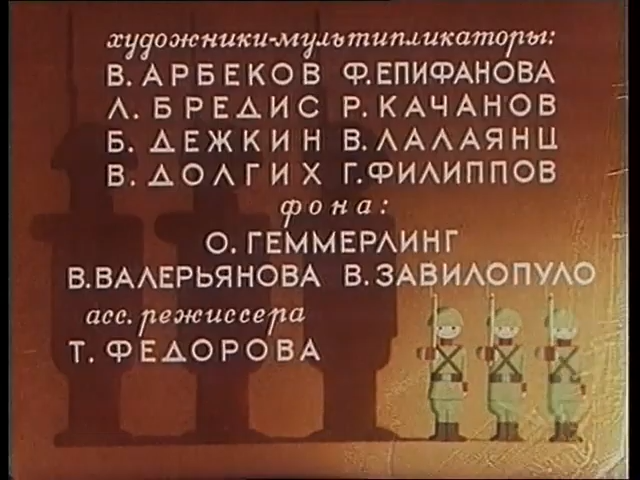 художники-мультипликаторы:
В. АРБЕКОВ Ф. ЕПИФАНОВА
Л. БРЕДИС Р. КАЧАНОВ
Б. ДЕЖКИН В. ЛАЛАЯНЦ
В. ДОЛГИХ Г. ФИЛИППОВ
фона:
О. ГЕММЕРЛИНГ
В. ВАЛЕРЬЯНОВА В. ЗАВИЛОПУЛО
асс. режиссера
Т. ФЕДОРОВА